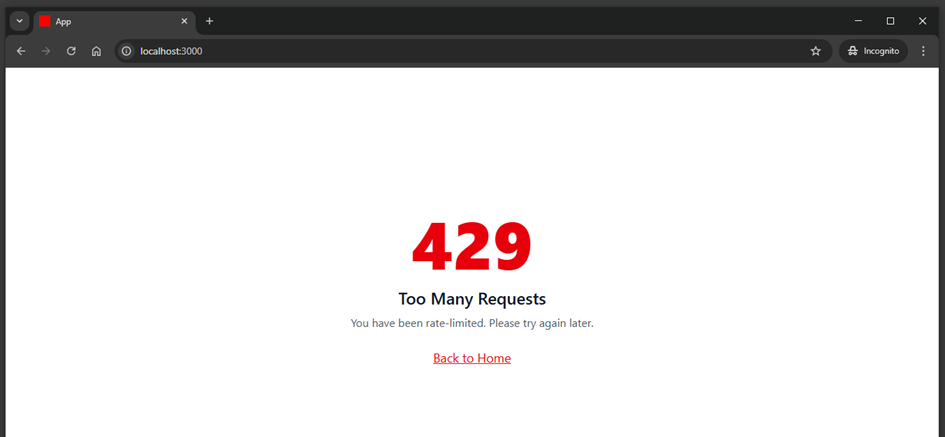 App
localhost:3000
Incognito
429
Too Many Requests
You have been rate-limited. Please try again later.
Back to Home